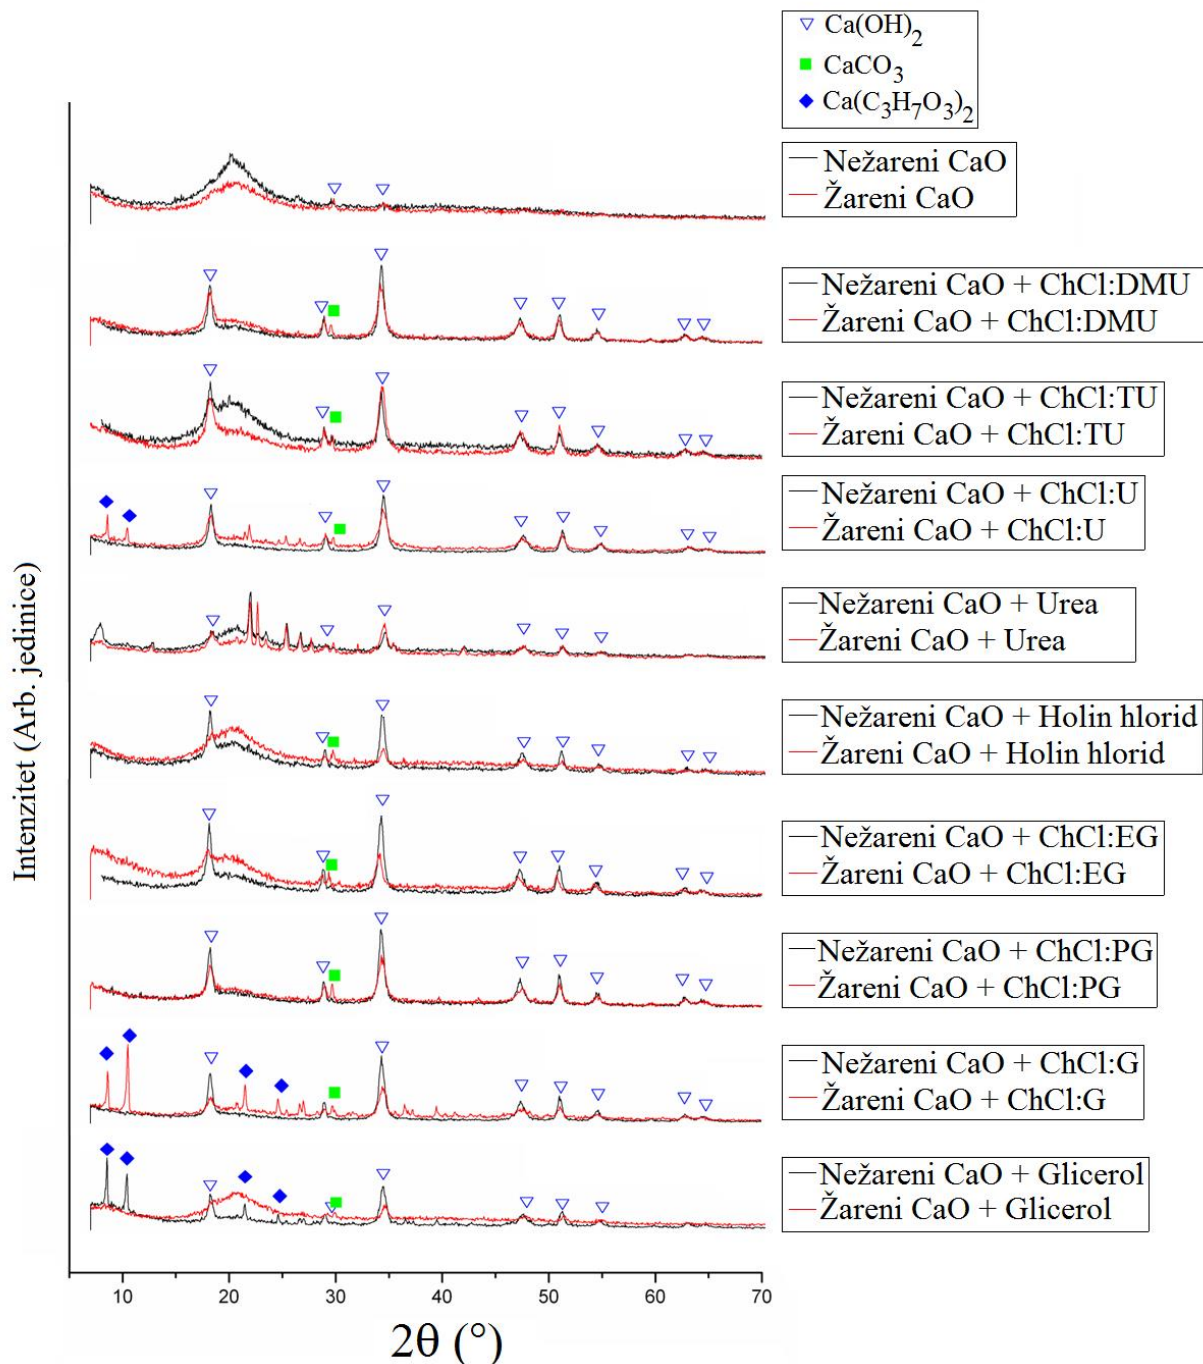 Ca(OH)2
CaCO3
Ca(C3H7O3)2
Nežareni CaO
Žareni CaO
Nežareni CaO + ChCl:DMU
Žareni CaO + ChCl:DMU
Nežareni CaO + ChCl:TU
Žareni CaO + ChCl:TU
Nežareni CaO + ChCl:U
Žareni CaO + ChCl:U
Nežareni CaO + Urea
Žareni CaO + Urea
Nežareni CaO + Holin hlorid
Žareni CaO + Holin hlorid
Nežareni CaO + ChCl:EG
Žareni CaO + ChCl:EG
Nežareni CaO + ChCl:PG
Žareni CaO + ChCl:PG
Nežareni CaO + ChCl:G
Žareni CaO + ChCl:G
Nežareni CaO + Glicerol
Žareni CaO + Glicerol
Intenzitet (Arb. jedinice)
10 20 30 40 50 60 70
2θ (°)